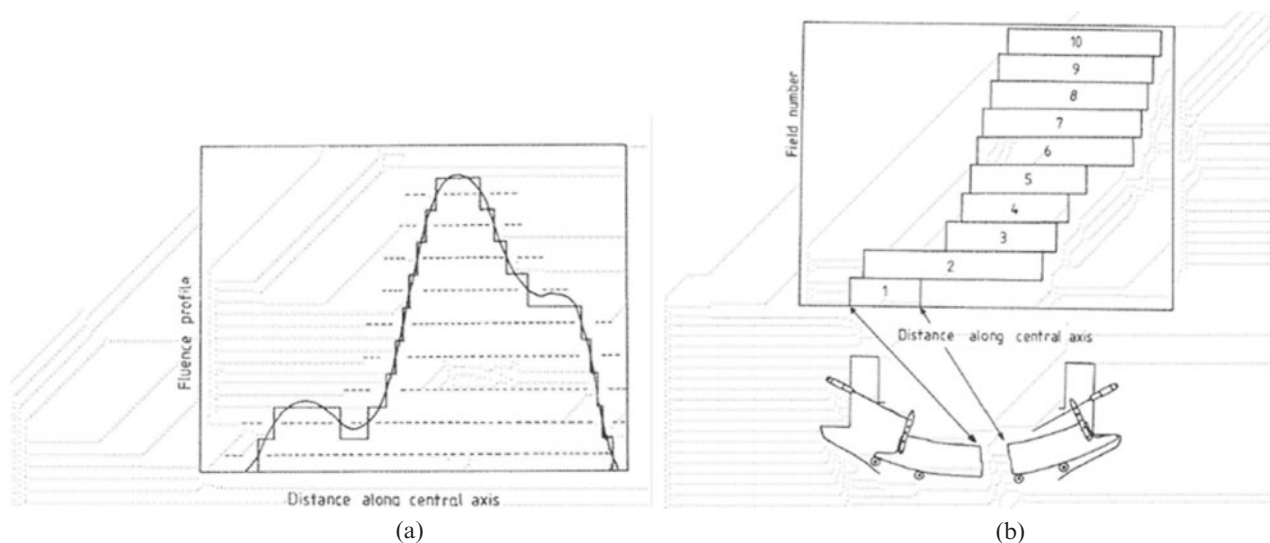 Fluence profile
Distance along central axis
(a)
Field number
10
9
8
7
6
5
4
3
2
1
Distance along central axis
(b)